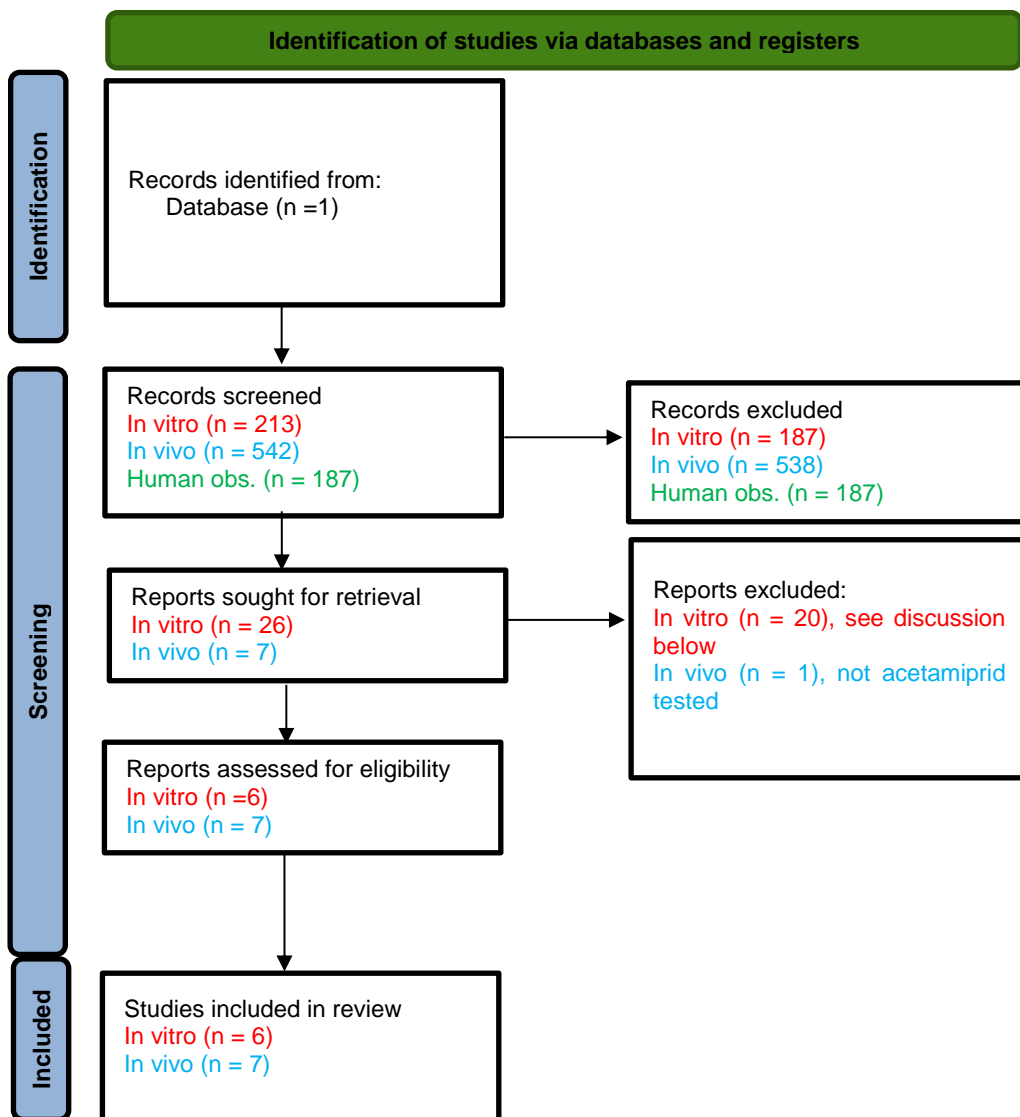 Identification of studies via databases and registers
Identification
Records identified from:
Database (n =1)
Screening
Records screened
In vitro (n = 213)
In vivo (n = 542)
Human obs. (n = 187)
Records excluded
In vitro (n = 187)
In vivo (n = 538)
Human obs. (n = 187)
Reports sought for retrieval
In vitro (n = 26)
In vivo (n = 7)
Reports excluded:
In vitro (n = 20), see discussion
below
In vivo (n = 1), not acetamiprid
tested
Reports assessed for eligibility
In vitro (n =6)
In vivo (n = 7)
Included
Studies included in review
In vitro (n = 6)
In vivo (n = 7)